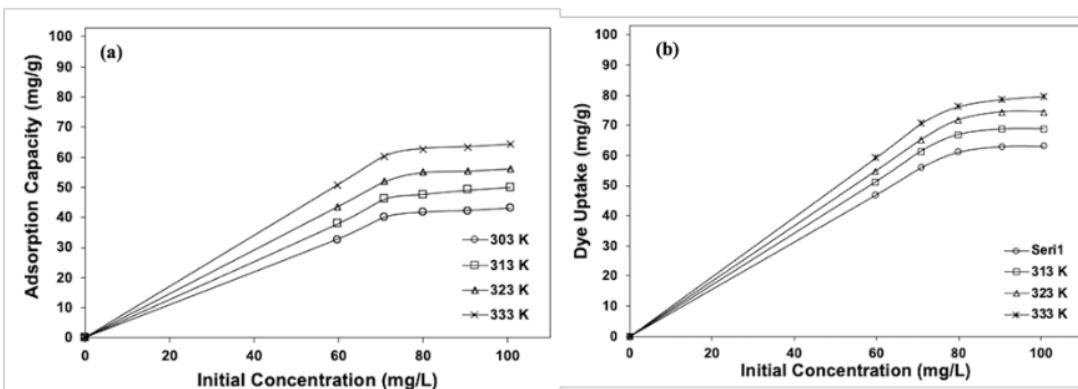 (a)
Adsorption Capacity (mg/g)
100
90
80
70
60
50
40
30
20
10
0
0 20 40 60 80 100
Initial Concentration (mg/L)
303 K
313 K
323 K
333 K
(b)
Dye Uptake (mg/g)
100
90
80
70
60
50
40
30
20
10
0
0 20 40 60 80 100
Initial Concentration (mg/L)
Seri1
313 K
323 K
333 K